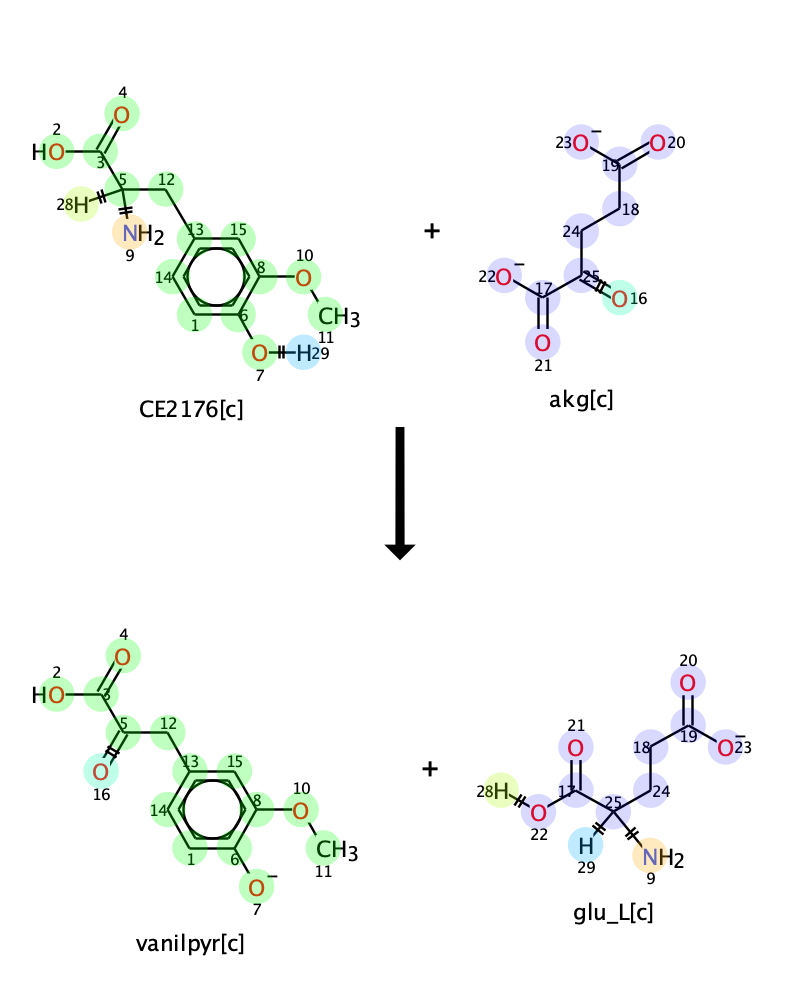 4
2
HO
O
3
5
12
28H
NH2
9
13
15
14
8
10
O
1
6
CH3
11
O
H29
7
CE2176[c]
+
23O−
O20
19
18
24
22O−
17
25
O16
O
21
akg[c]
4
O
2
HO
3
5
12
O
16
13
15
14
8
10
O
1
6
CH3
11
O−
7
vanilpyr[c]
+
20
O
21
O
19
18
O−23
28H
17
O
22
25
24
H
29
NH2
9
glu_L[c]